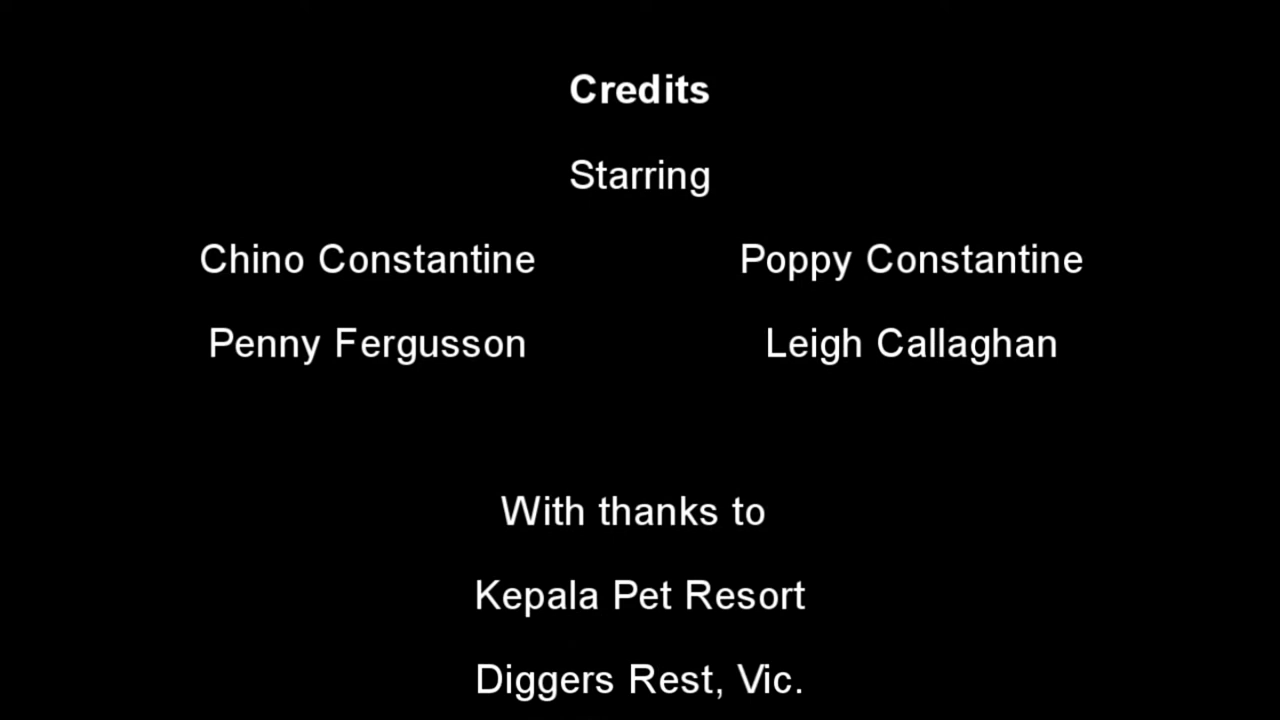 Credits
Starring
Chino Constantine Poppy Constantine
Penny Fergusson Leigh Callaghan
With thanks to
Kepala Pet Resort
Diggers Rest, Vic.